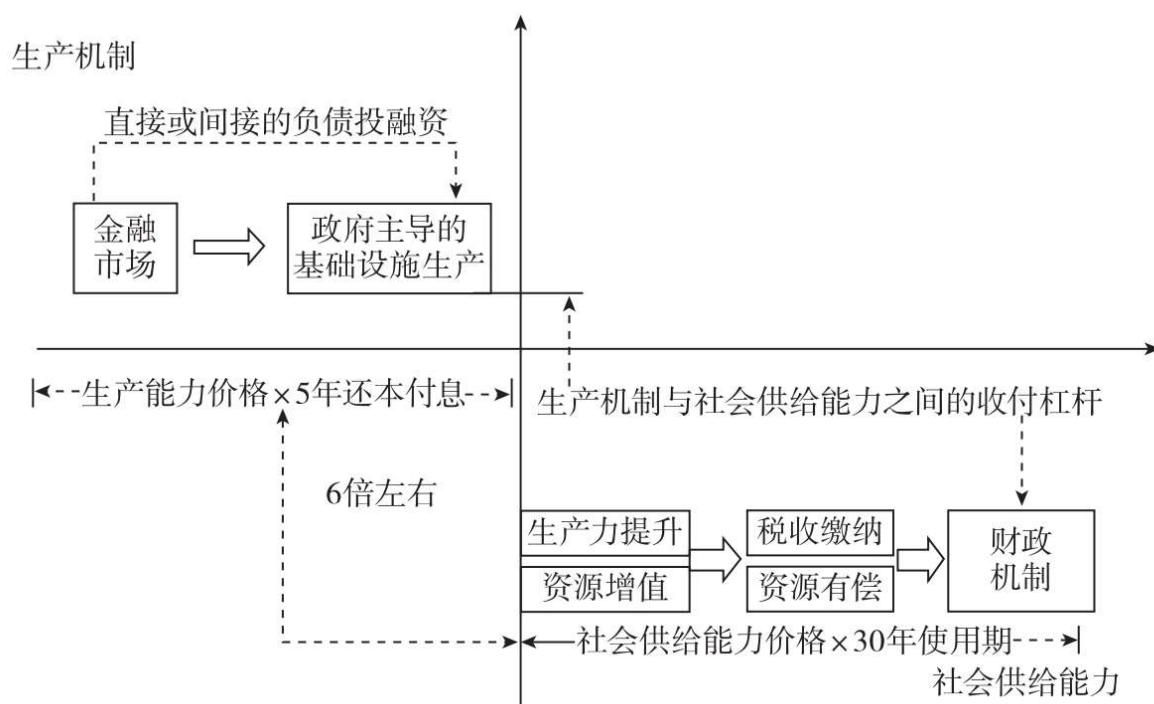 生产机制
直接或间接的负债投融资
金融
市场
政府主导的
基础设施生产
生产能力价格×5年还本付息
生产机制与社会供给能力之间的收付杠杆
6倍左右
生产力提升
资源增值
税收缴纳
资源有偿
财政
机制
社会供给能力价格×30年使用期
社会供给能力